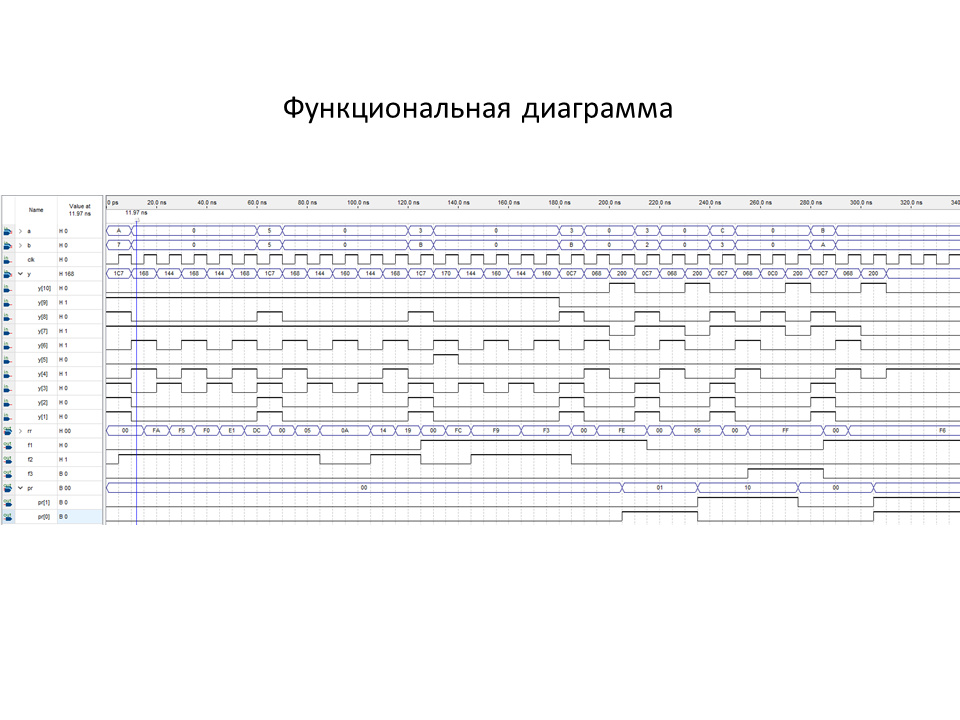 Функциональная диаграмма
Name Value at 11.97 ns 0 ps 20.0 ns 40.0 ns 60.0 ns 80.0 ns 100.0 ns 120.0 ns 140.0 ns 160.0 ns 180.0 ns 200.0 ns 220.0 ns 240.0 ns 260.0 ns 280.0 ns 300.0 ns 320.0 ns 340
11.97 ns
a H 0 A 0 5 0 3 0 3 0 3 0 C 0 B
b H 0 7 0 5 0 B 0 B 0 2 0 3 0 A
clk H 0
y H 168 1C7 168 144 168 144 168 1C7 168 144 160 144 168 1C7 170 144 160 144 160 0C7 068 200 0C7 068 200 0C7 068 0C0 200 0C7 068 200
y[10] H 0
y[9] H 1
y[8] H 0
y[7] H 1
y[6] H 1
y[5] H 0
y[4] H 1
y[3] H 0
y[2] H 0
y[1] H 0
rr H 00 00 FA F5 F0 E1 DC 00 05 0A 14 19 00 FC F9 F3 00 FE 00 05 00 FF 00 F6
f1 H 0
f2 H 1
f3 B 0
pr B 00 00 01 10 00
pr[1] B 0
pr[0] B 0